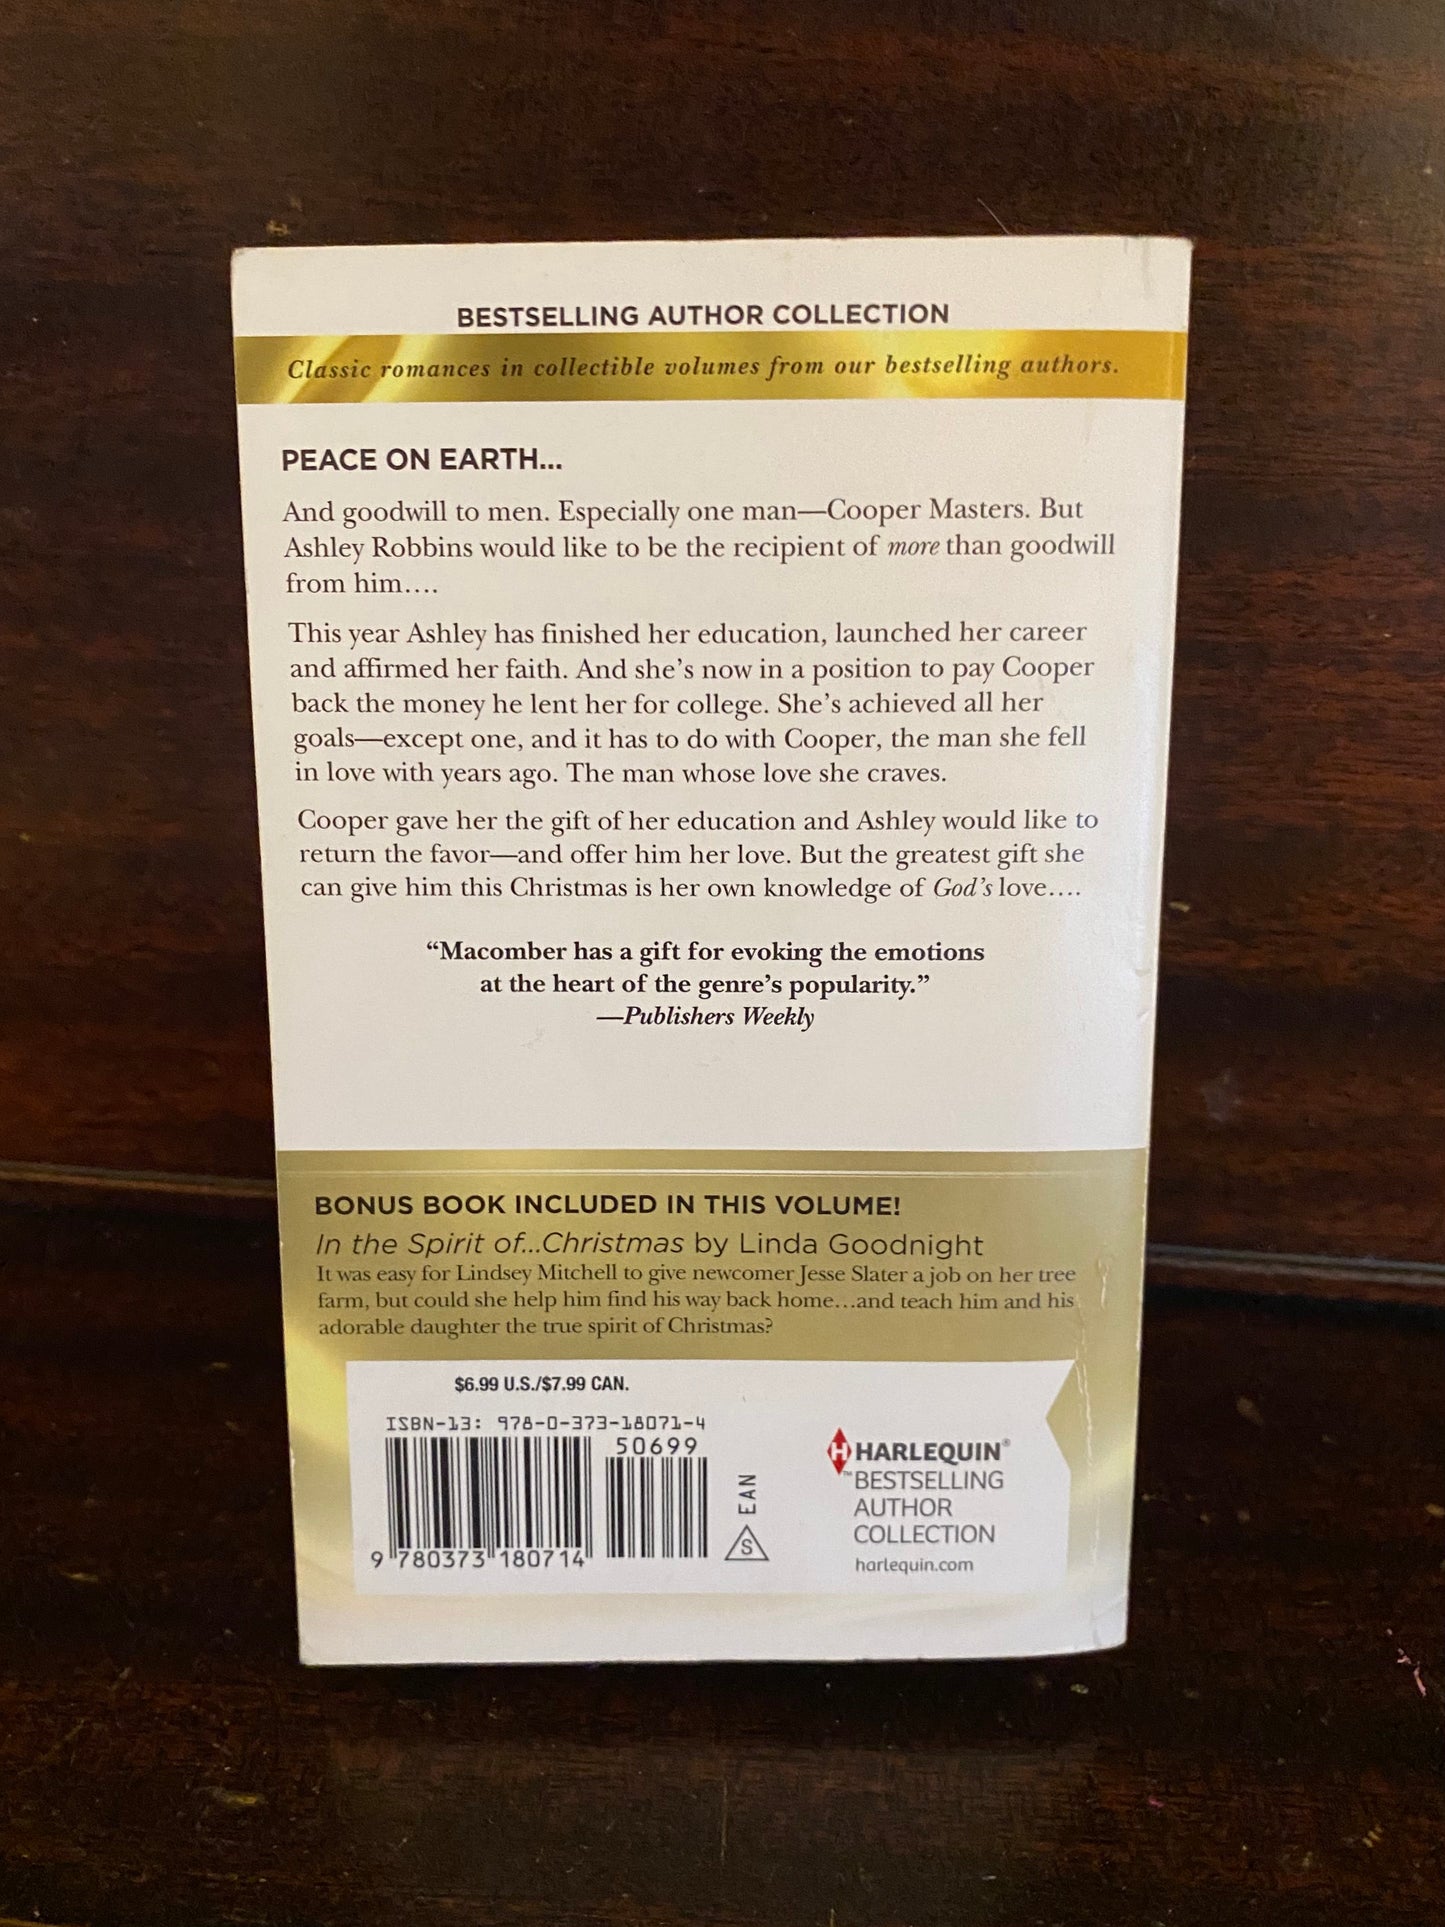 BESTSELLING AUTHOR COLLECTION
Classic romances in collectible volumes from our bestselling authors.
PEACE ON EARTH...
And goodwill to men. Especially one man—Cooper Masters. But
Ashley Robbins would like to be the recipient of more than goodwill
from him....
This year Ashley has finished her education, launched her career
and affirmed her faith. And she's now in a position to pay Cooper
back the money he lent her for college. She's achieved all her
goals—except one, and it has to do with Cooper, the man she fell
in love with years ago. The man whose love she craves.
Cooper gave her the gift of her education and Ashley would like to
return the favor—and offer him her love. But the greatest gift she
can give him this Christmas is her own knowledge of God's love....
“Macomber has a gift for evoking the emotions
at the heart of the genre's popularity.”
—Publishers Weekly
BONUS BOOK INCLUDED IN THIS VOLUME!
In the Spirit of...Christmas by Linda Goodnight
It was easy for Lindsey Mitchell to give newcomer Jesse Slater a job on her tree
farm, but could she help him find his way back home...and teach him and his
adorable daughter the true spirit of Christmas?
$6.99 U.S./$7.99 CAN.
ISBN-13: 978-0-373-18071-4
50699
9 780373 180714
EAN
S
H HARLEQUIN®
™ BESTSELLING
AUTHOR
COLLECTION
harlequin.com